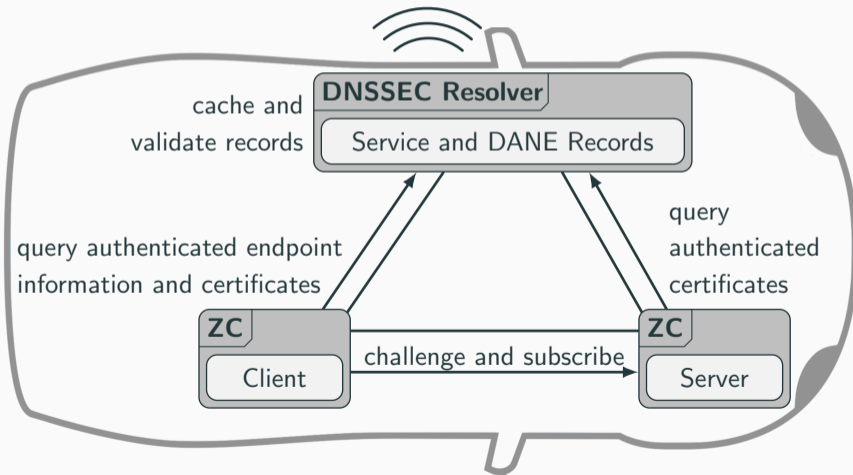 DNSSEC Resolver
cache and
validate records
Service and DANE Records
query
authenticated
certificates
query authenticated endpoint
information and certificates
ZC
Client
challenge and subscribe
ZC
Server